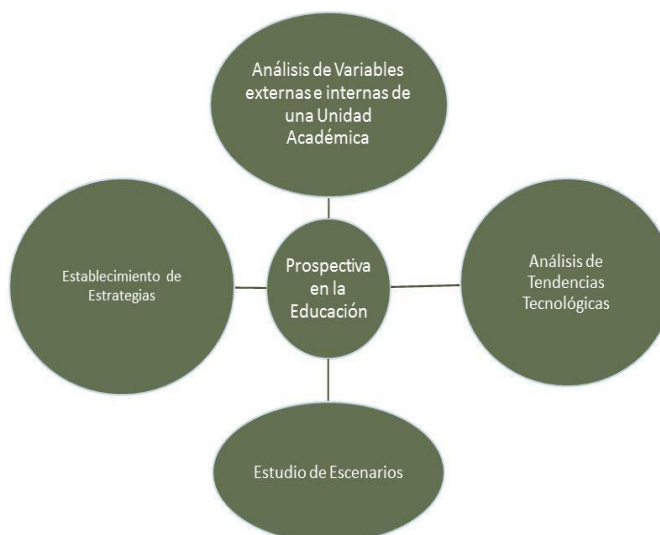 Análisis de Variables
externas e internas de
una Unidad
Académica
Establecimiento de
Estrategias
Prospectiva
en la
Educación
Análisis de
Tendencias
Tecnológicas
Estudio de Escenarios